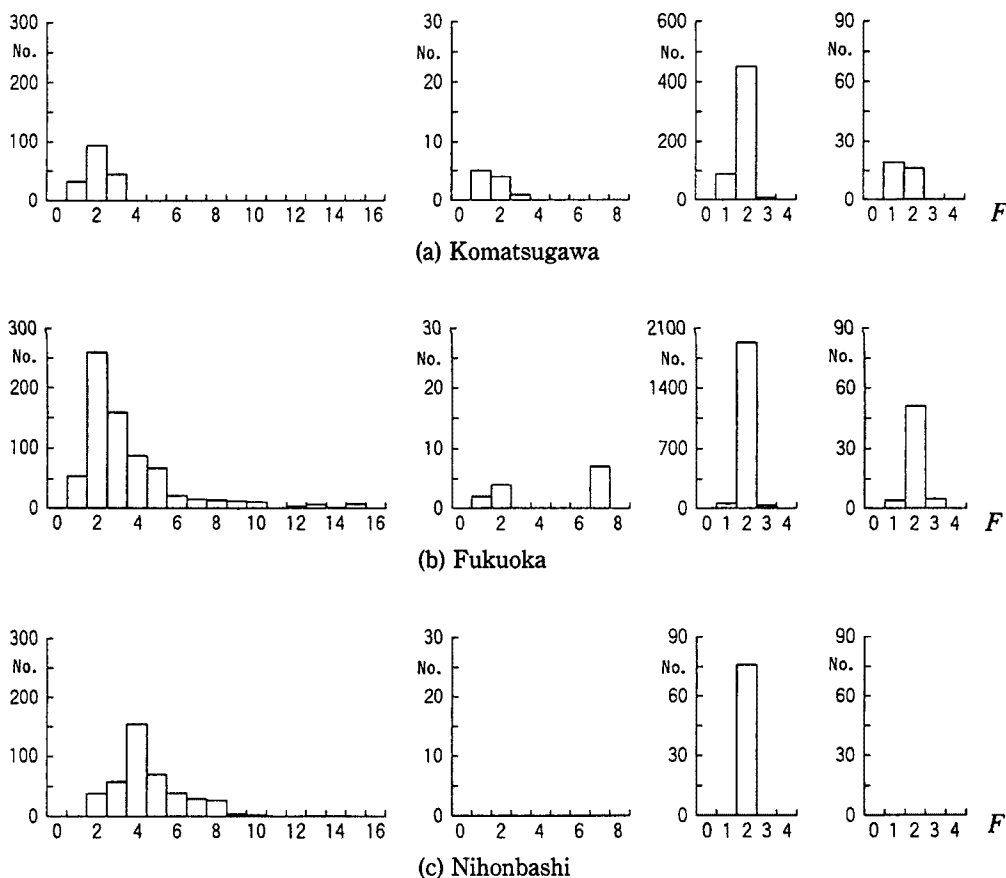 300 30 600 90
No. No. No. No.
200 20 400 60
100 10 200 30
0 0 0 0
0 2 4 6 8 10 12 14 16 0 2 4 6 8 0 1 2 3 4 0 1 2 3 4 F
(a) Komatsugawa
300 30 2100 90
No. No. No. No.
200 20 1400 60
100 10 700 30
0 0 0 0
0 2 4 6 8 10 12 14 16 0 2 4 6 8 0 1 2 3 4 0 1 2 3 4 F
(b) Fukuoka
300 30 90 90
No. No. No. No.
200 20 60 60
100 10 30 30
0 0 0 0
0 2 4 6 8 10 12 14 16 0 2 4 6 8 0 1 2 3 4 0 1 2 3 4 F
(c) Nihonbashi